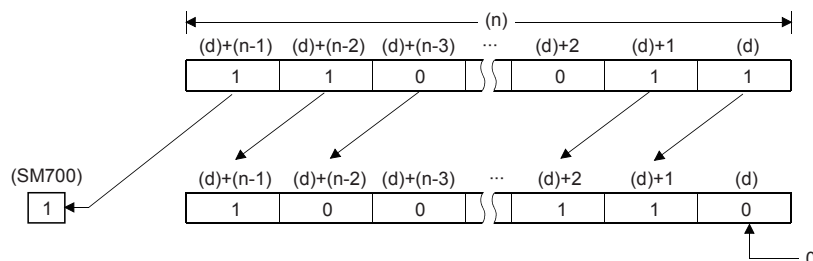 (n)
(d)+(n-1) (d)+(n-2) (d)+(n-3) ... (d)+2 (d)+1 (d)
1 1 0 0 1 1
(SM700) (d)+(n-1) (d)+(n-2) (d)+(n-3) ... (d)+2 (d)+1 (d)
1 1 0 0 1 1 0
0